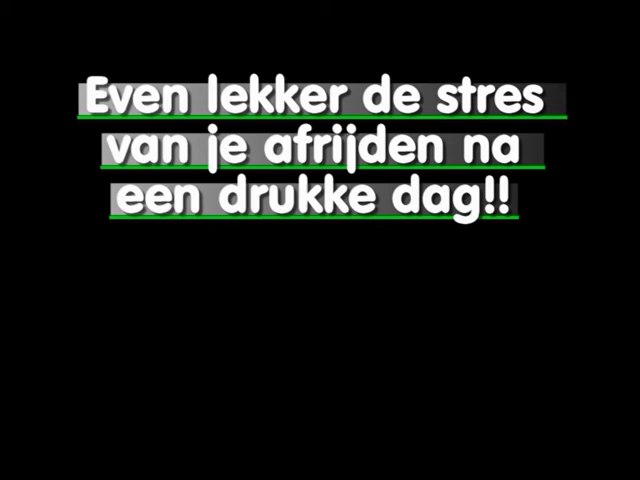 Even lekker de stres
van je afrijden na
een drukke dag!!